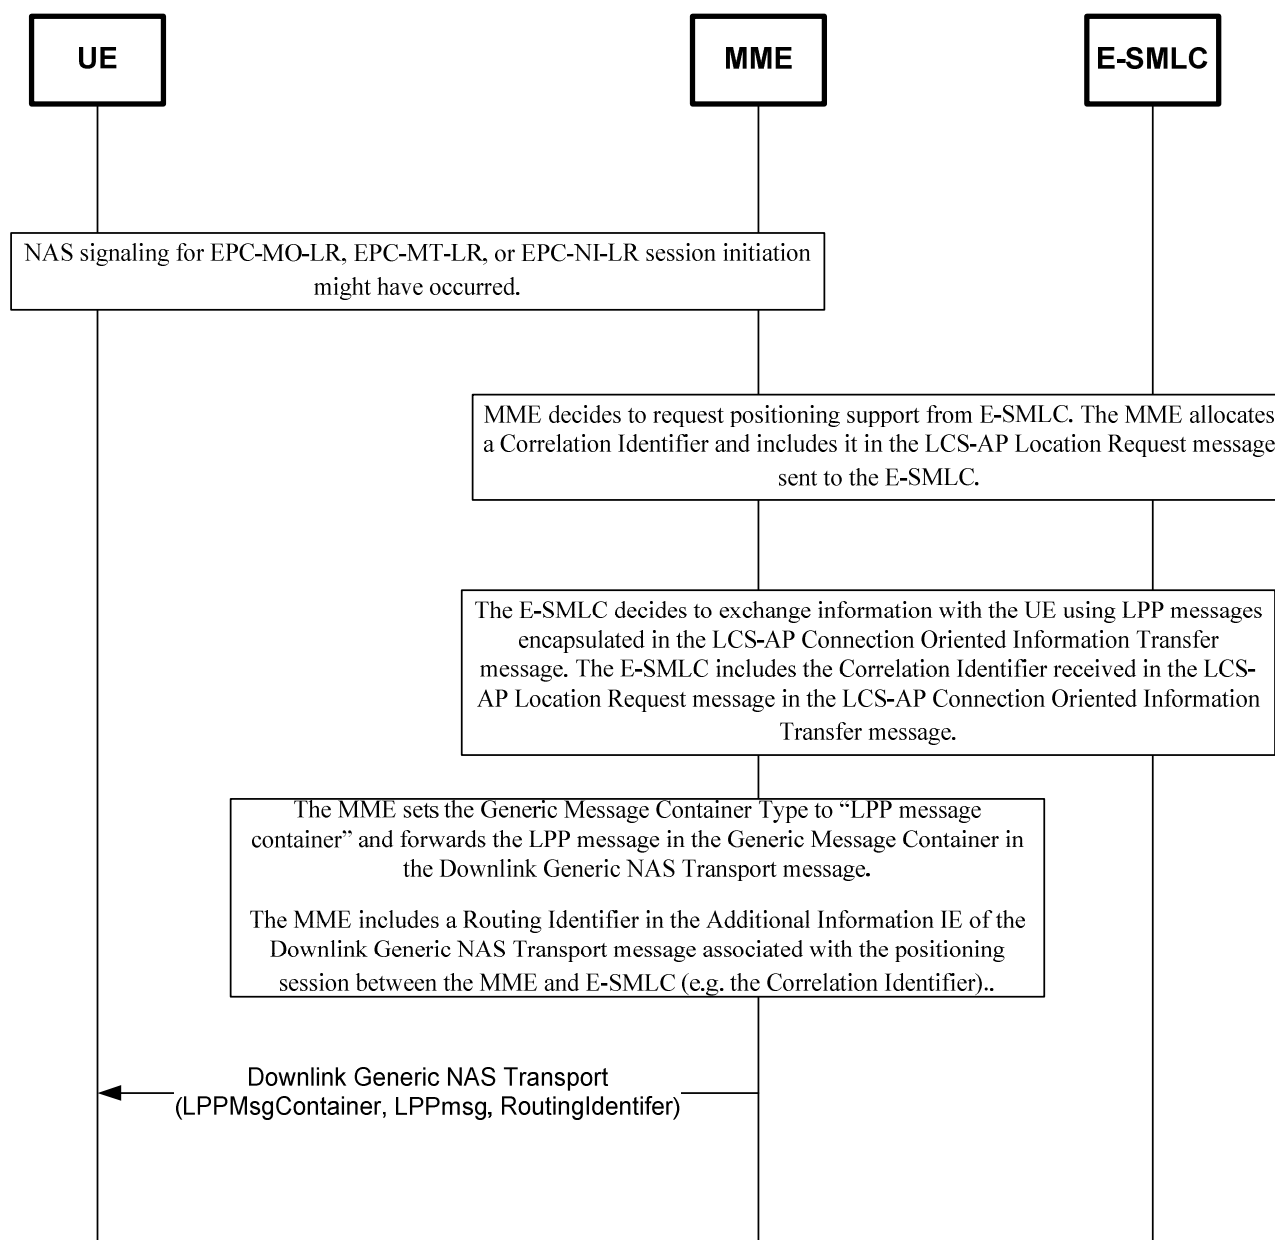 UE
MME
E-SMLC
NAS signaling for EPC-MO-LR, EPC-MT-LR, or EPC-NI-LR session initiation
might have occurred.
MME decides to request positioning support from E-SMLC. The MME allocates
a Correlation Identifier and includes it in the LCS-AP Location Request message
sent to the E-SMLC.
The E-SMLC decides to exchange information with the UE using LPP messages
encapsulated in the LCS-AP Connection Oriented Information Transfer
message. The E-SMLC includes the Correlation Identifier received in the LCS-
AP Location Request message in the LCS-AP Connection Oriented Information
Transfer message.
The MME sets the Generic Message Container Type to “LPP message
container” and forwards the LPP message in the Generic Message Container in
the Downlink Generic NAS Transport message.
The MME includes a Routing Identifier in the Additional Information IE of the
Downlink Generic NAS Transport message associated with the positioning
session between the MME and E-SMLC (e.g. the Correlation Identifier)..
Downlink Generic NAS Transport
(LPPMsgContainer, LPPmsg, RoutingIdentifer)